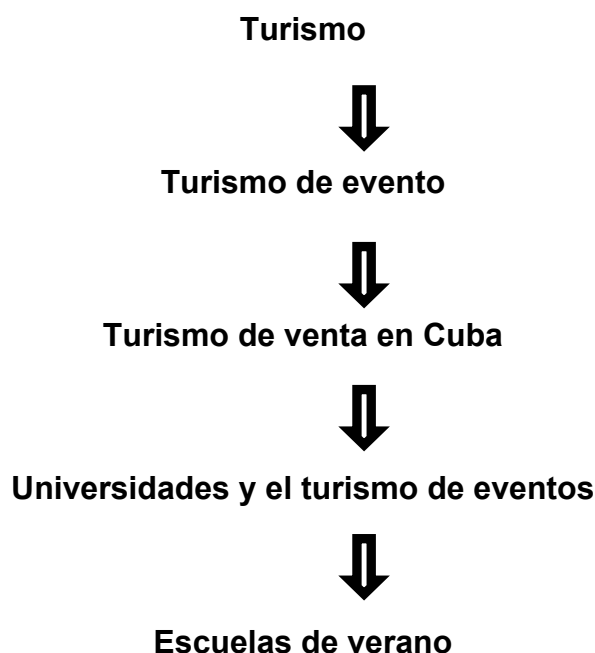 Turismo
Turismo de evento
Turismo de venta en Cuba
Universidades y el turismo de eventos
Escuelas de verano